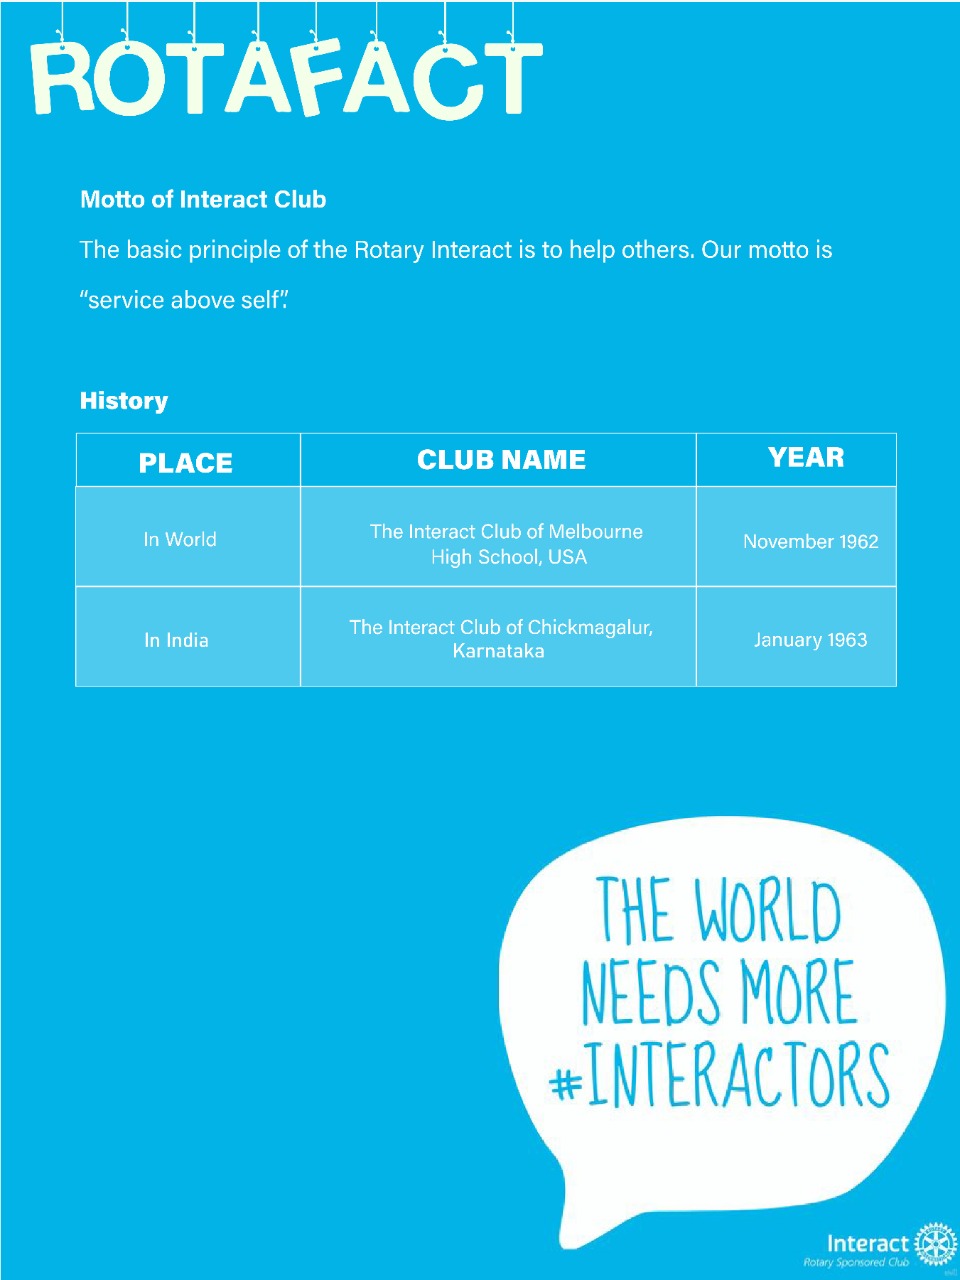 ROTAFACT
Motto of Interact Club
The basic principle of the Rotary Interact is to help others. Our motto is
“service above self”.
History
PLACE CLUB NAME YEAR
In World The Interact Club of Melbourne November 1962
High School, USA
In India The Interact Club of Chickmagalur, January 1963
Karnataka
THE WORLD
NEEDS MORE
#INTERACTORS
Interact
Rotary Sponsored Club